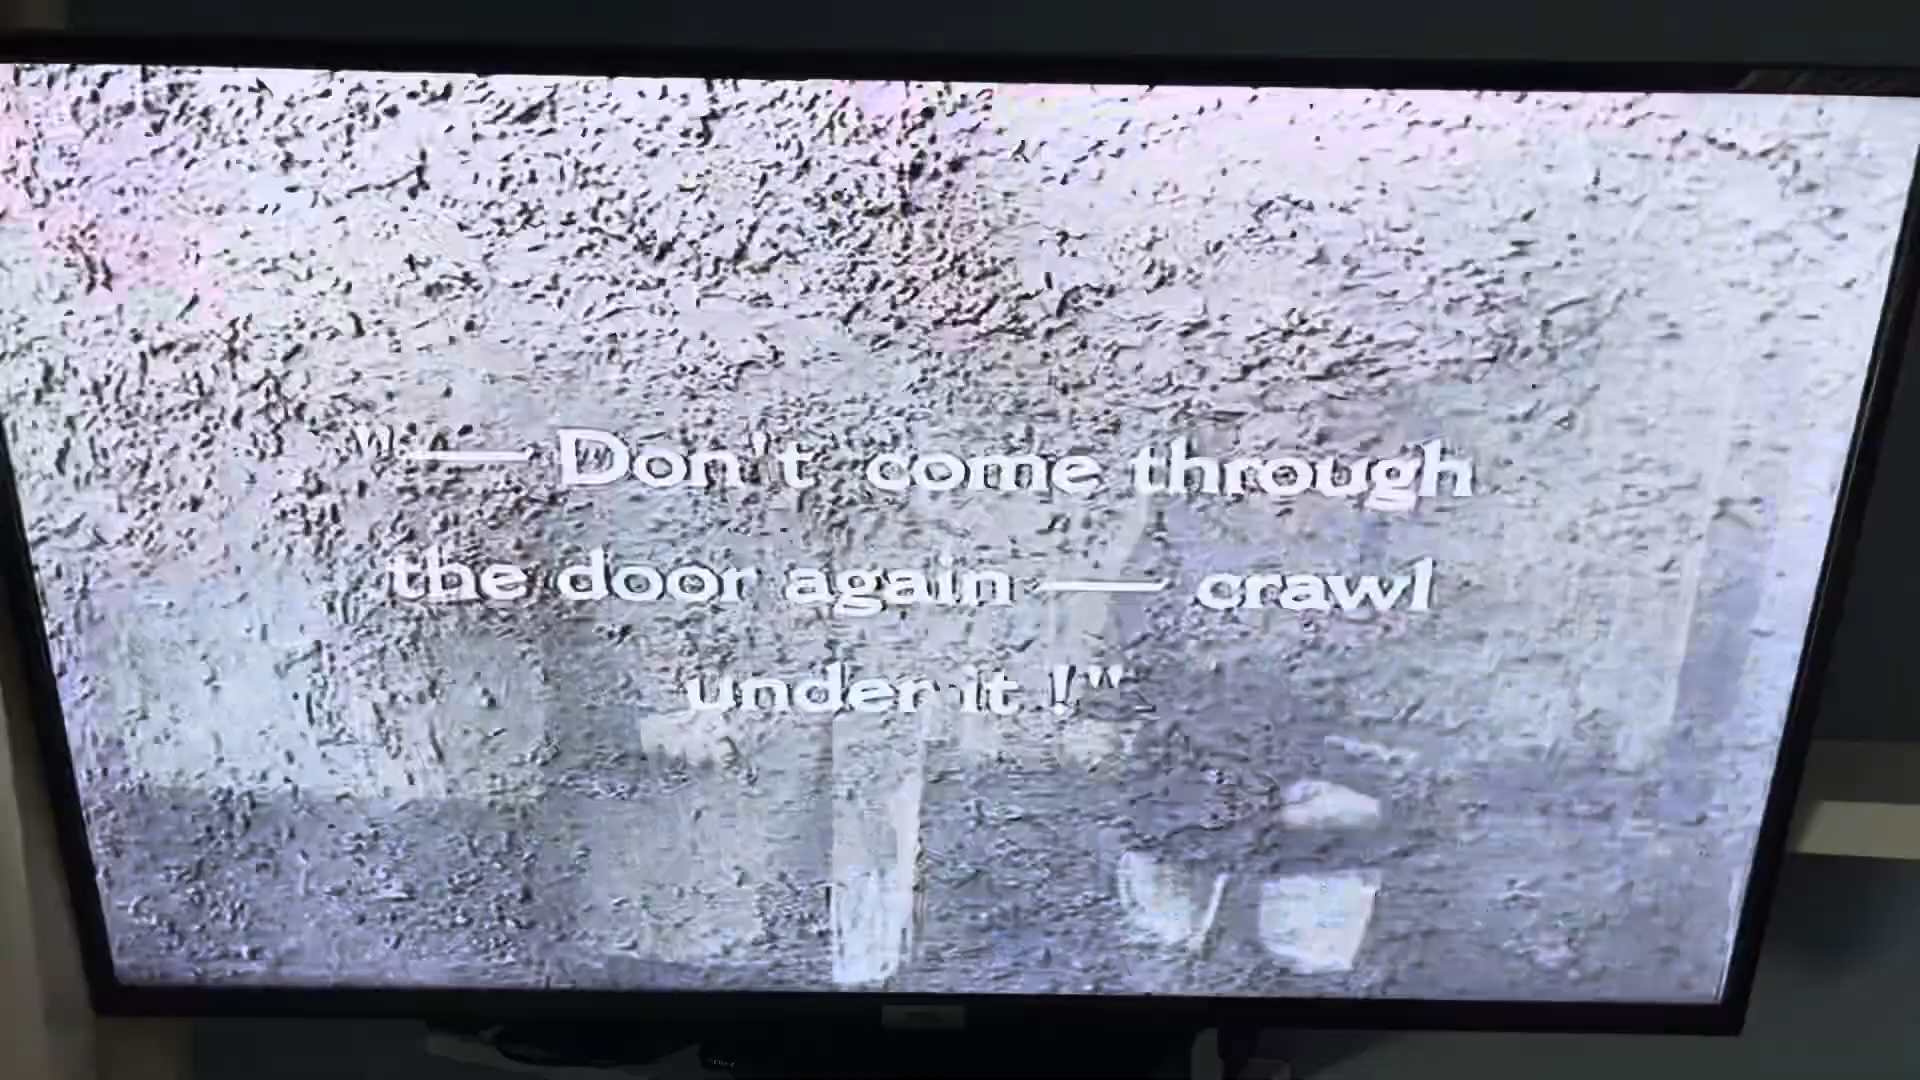 "— Don't come through
the door again — crawl
under it !"